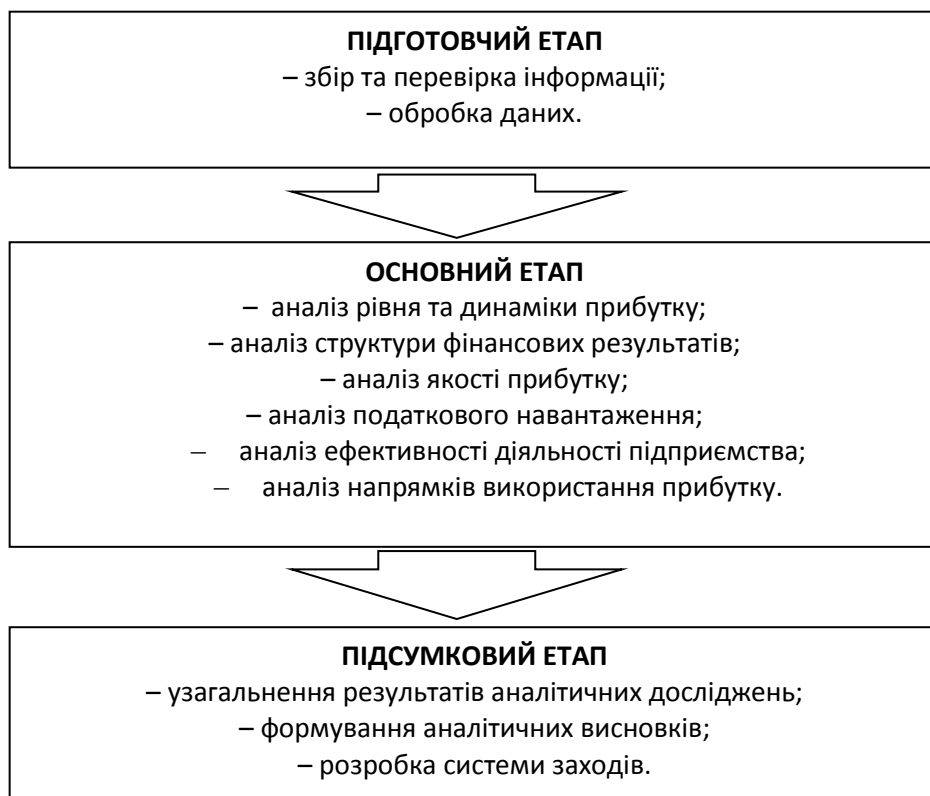 ПІДГОТОВЧИЙ ЕТАП
– збір та перевірка інформації;
– обробка даних.
ОСНОВНИЙ ЕТАП
– аналіз рівня та динаміки прибутку;
– аналіз структури фінансових результатів;
– аналіз якості прибутку;
– аналіз податкового навантаження;
– аналіз ефективності діяльності підприємства;
– аналіз напрямків використання прибутку.
ПІДСУМКОВИЙ ЕТАП
– узагальнення результатів аналітичних досліджень;
– формування аналітичних висновків;
– розробка системи заходів.